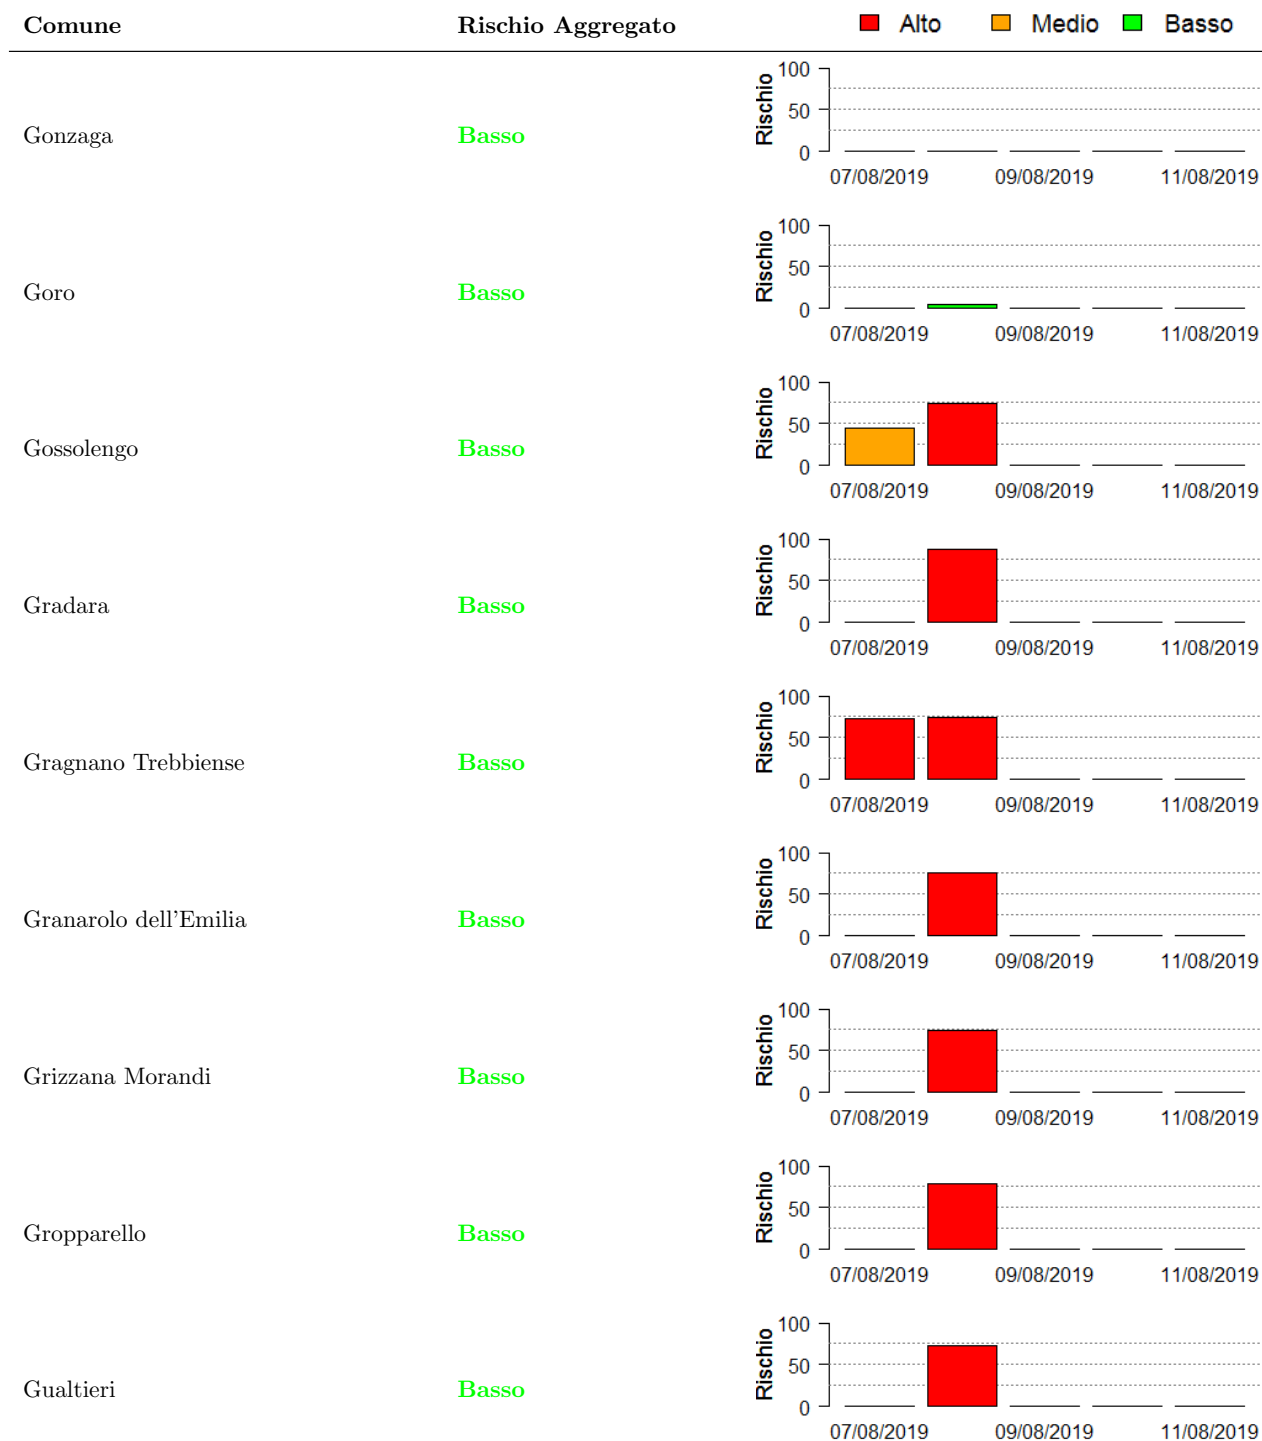 Comune Rischio Aggregato Alto Medio Basso
100
50
0
Rischio
Gonzaga Basso
07/08/2019 09/08/2019 11/08/2019
100
50
0
Rischio
Goro Basso
07/08/2019 09/08/2019 11/08/2019
100
50
0
Rischio
Gossolengo Basso
07/08/2019 09/08/2019 11/08/2019
100
50
0
Rischio
Gradara Basso
07/08/2019 09/08/2019 11/08/2019
100
50
0
Rischio
Gragnano Trebbiense Basso
07/08/2019 09/08/2019 11/08/2019
100
50
0
Rischio
Granarolo dell'Emilia Basso
07/08/2019 09/08/2019 11/08/2019
100
50
0
Rischio
Grizzana Morandi Basso
07/08/2019 09/08/2019 11/08/2019
100
50
0
Rischio
Gropparello Basso
07/08/2019 09/08/2019 11/08/2019
100
50
0
Rischio
Gualtieri Basso
07/08/2019 09/08/2019 11/08/2019